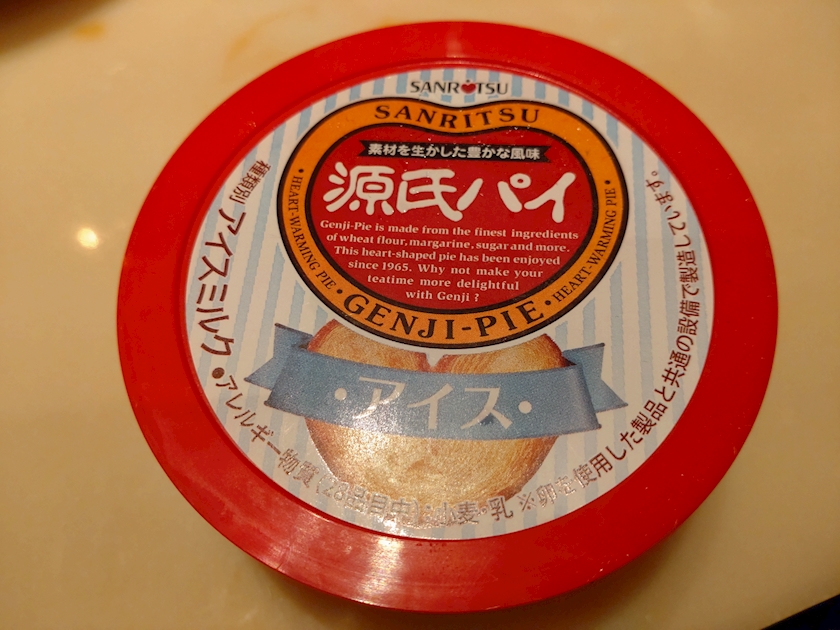 SANRITSU
SANRITSU
素材を生かした豊かな風味
源氏パイ
Genji-Pie is made from the finest ingredients
of wheat flour, margarine, sugar and more.
This heart-shaped pie has been enjoyed
since 1965. Why not make your
teatime more delightful
with Genji ?
• HEART-WARMING PIE •
GENJI-PIE
• HEART-WARMING PIE •
・アイス・
種類別 アイスミルク
●アレルギー物質(28品目中):小麦・乳 ※卵を使用した製品と共通の設備で製造しています。